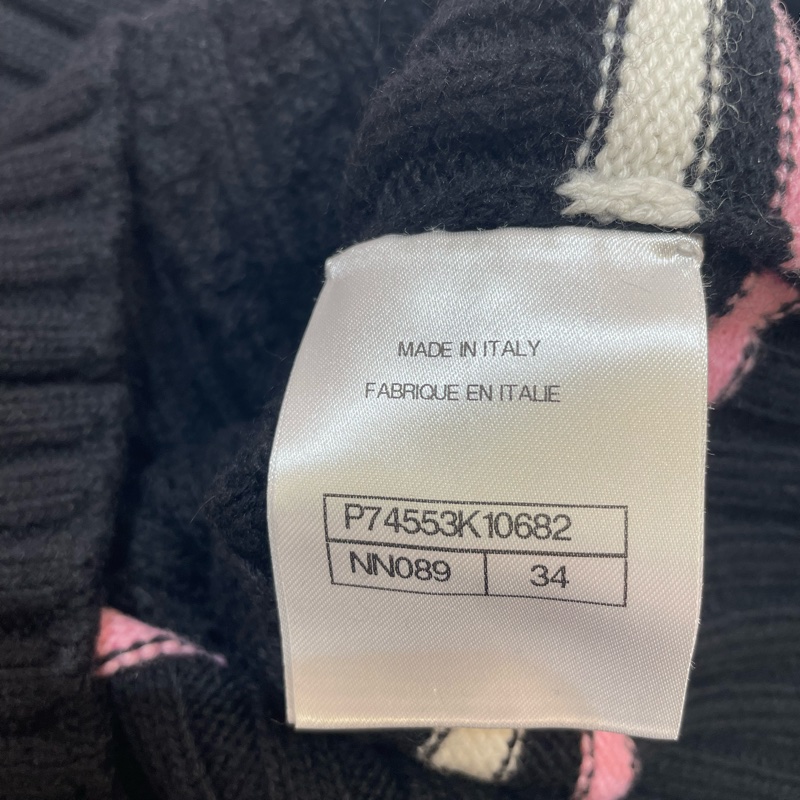 MADE IN ITALY
FABRIQUE EN ITALIE
P74553K10682
NN089 34